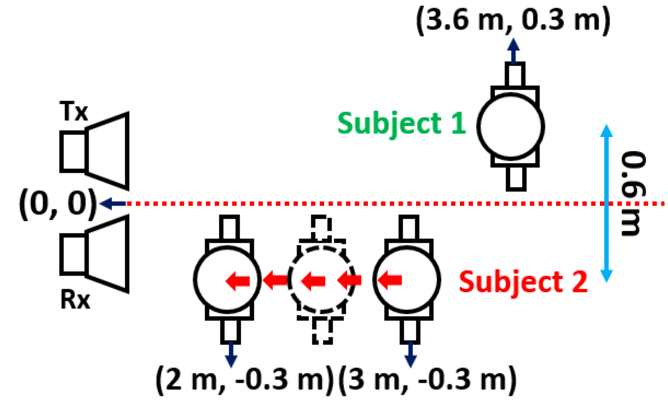 (3.6 m, 0.3 m)
Tx
Subject 1
(0, 0)
0.6 m
Rx
Subject 2
(2 m, -0.3 m)(3 m, -0.3 m)